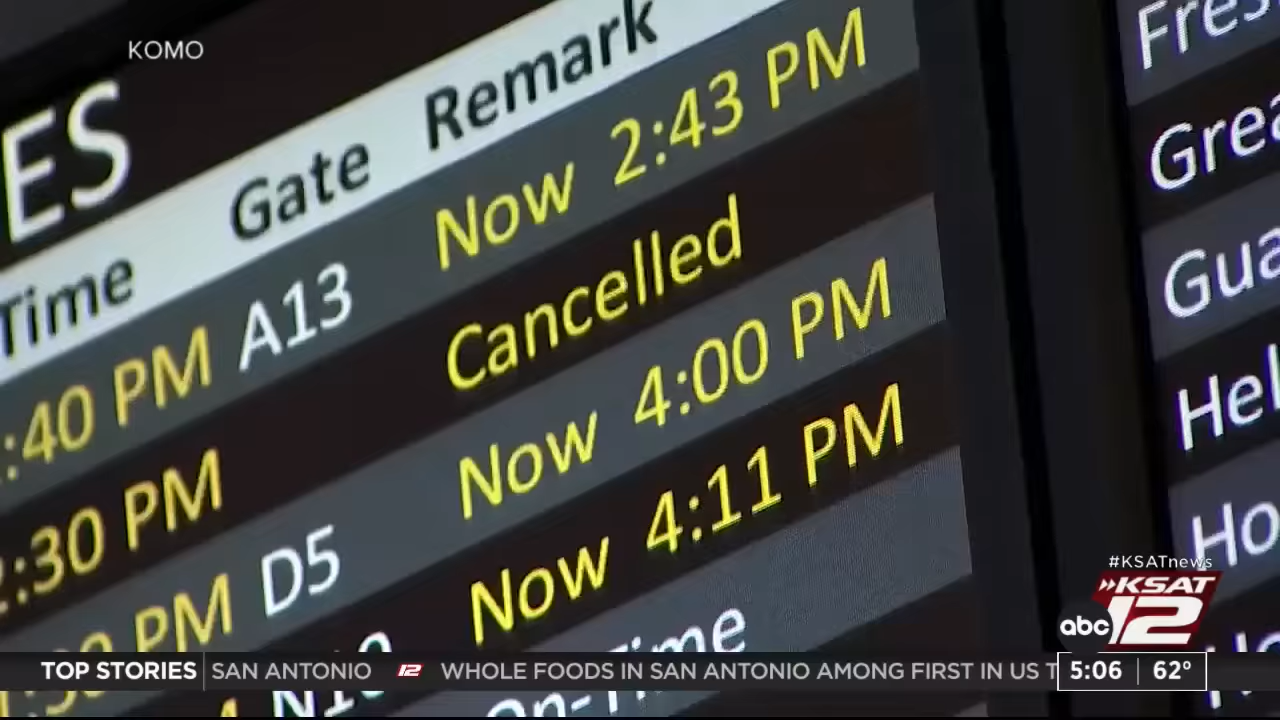 KOMO
ES
Time Gate Remark
:40 PM A13 Now 2:43 PM
:30 PM Cancelled
PM D5 Now 4:00 PM
Now 4:11 PM
On-Time
Fres
Grea
Gua
Hel
Ho
#KSATnews
KSAT
abc 12
TOP STORIES SAN ANTONIO 12 WHOLE FOODS IN SAN ANTONIO AMONG FIRST IN US T 5:06 62°